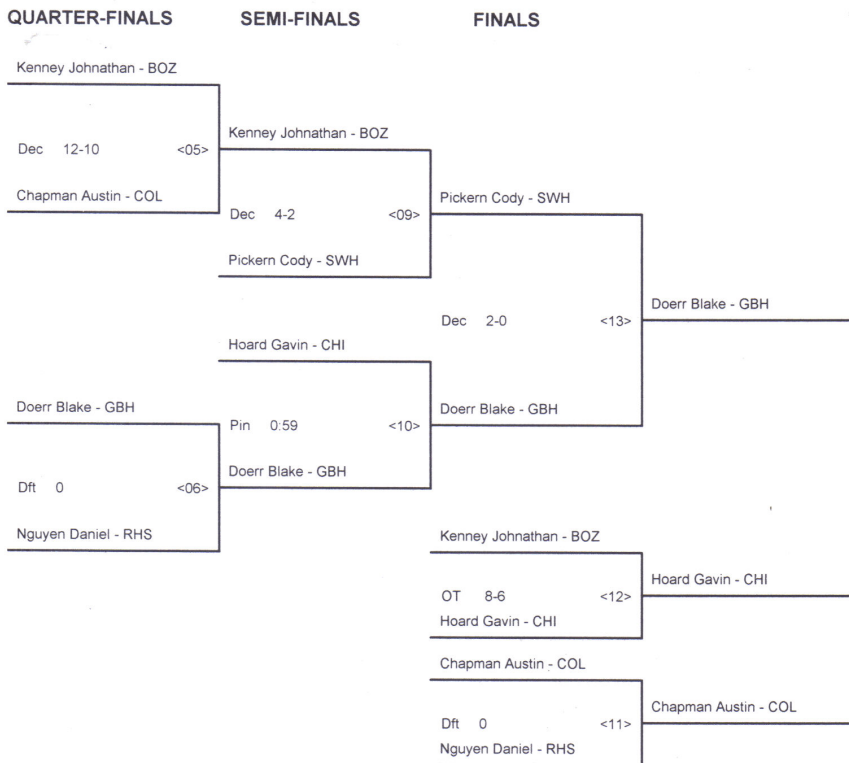 QUARTER-FINALS SEMI-FINALS FINALS
Kenney Johnathan - BOZ
Dec 12-10 <05>
Chapman Austin - COL
Doerr Blake - GBH
Dft 0 <06>
Nguyen Daniel - RHS
Kenney Johnathan - BOZ
Dec 4-2 <09>
Pickern Cody - SWH
Hoard Gavin - CHI
Pin 0:59 <10>
Doerr Blake - GBH
Pickern Cody - SWH
Dec 2-0 <13>
Doerr Blake - GBH
Doerr Blake - GBH
Kenney Johnathan - BOZ
OT 8-6 <12>
Hoard Gavin - CHI
Hoard Gavin - CHI
Chapman Austin - COL
Dft 0 <11>
Nguyen Daniel - RHS
Chapman Austin - COL